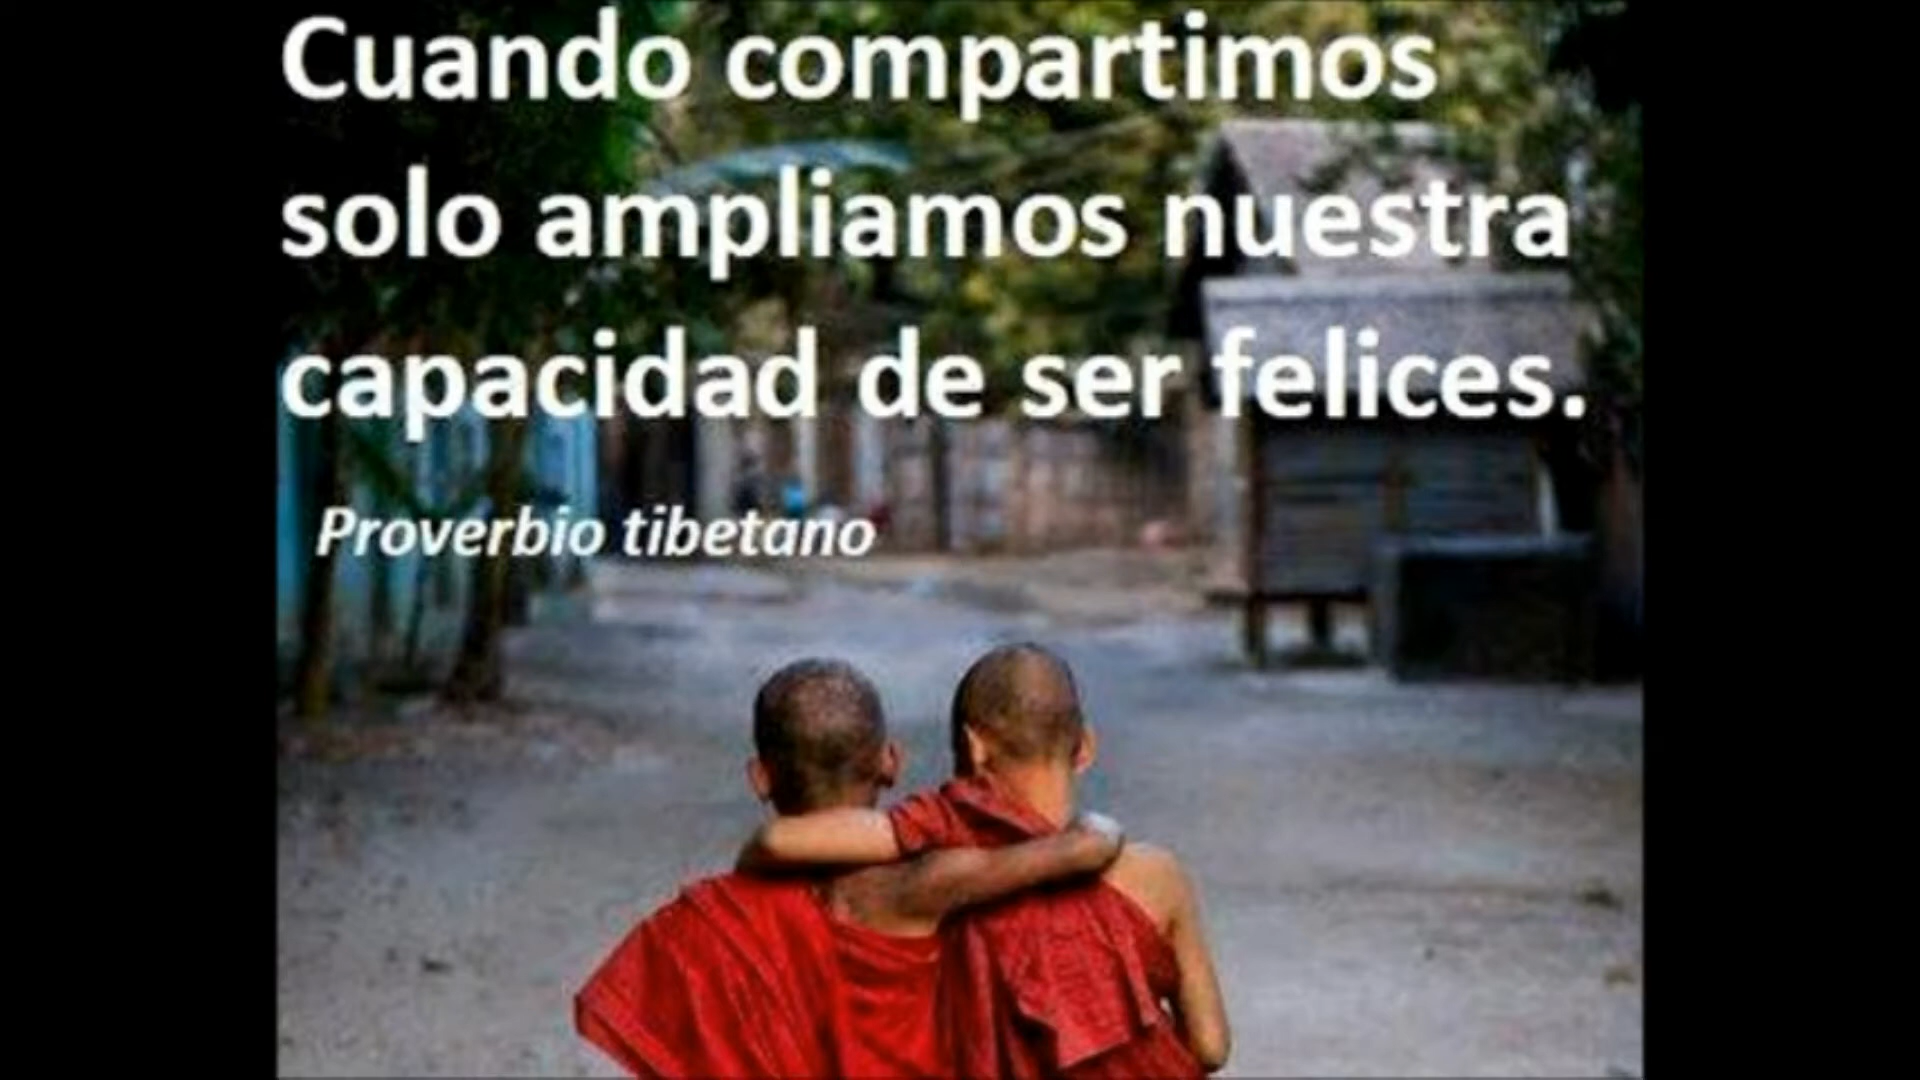 Cuando compartimos
solo ampliamos nuestra
capacidad de ser felices.
Proverbio tibetano